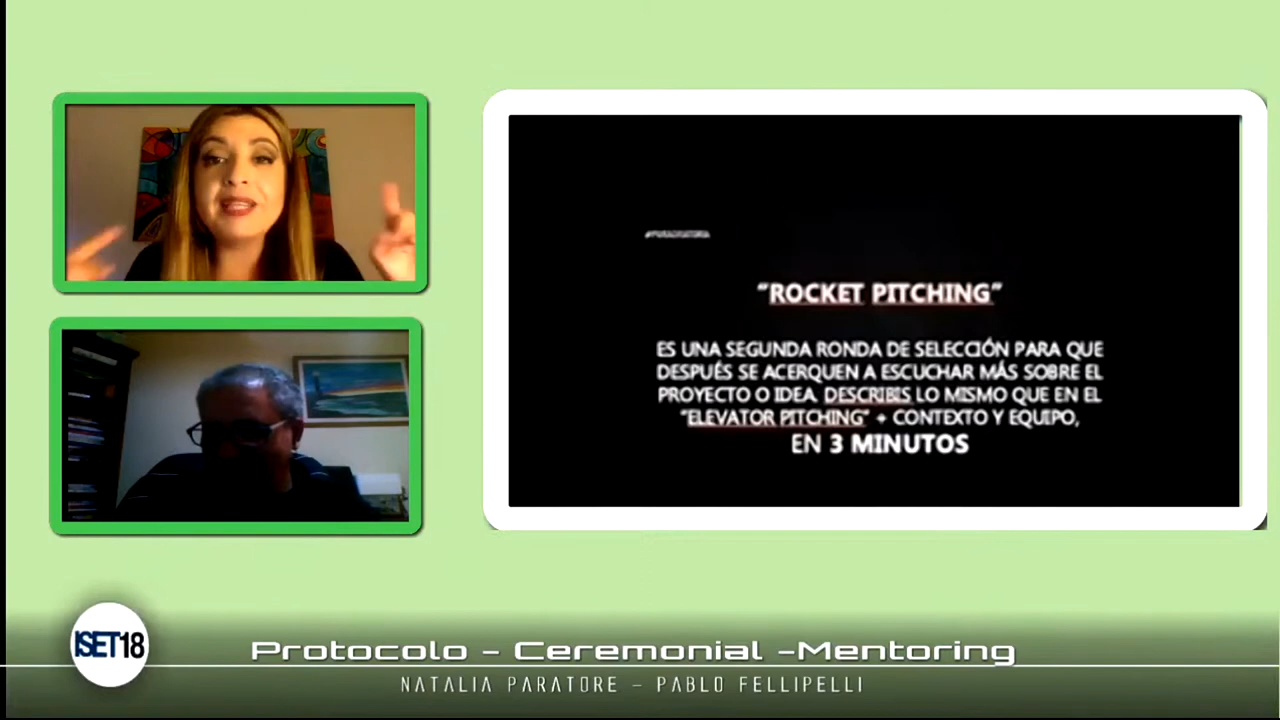 “ROCKET PITCHING”
ES UNA SEGUNDA RONDA DE SELECCIÓN PARA QUE
DESPUÉS SE ACERQUEN A ESCUCHAR MÁS SOBRE EL
PROYECTO O IDEA. DESCRIBIS LO MISMO QUE EN EL
“ELEVATOR PITCHING” + CONTEXTO Y EQUIPO,
EN 3 MINUTOS
ISET18
Protocolo - Ceremonial -Mentoring
NATALIA PARATORE - PABLO FELLIPELLI